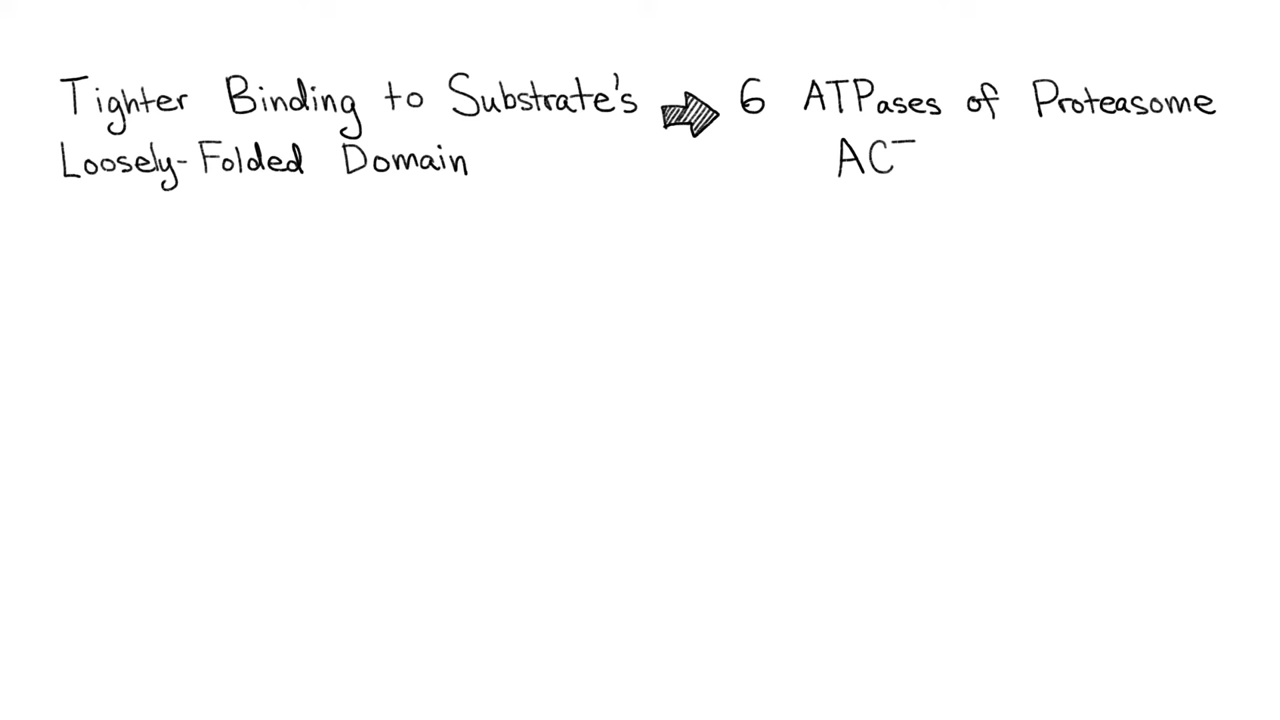 Tighter Binding to Substrate's
Loosely-Folded Domain
6 ATPases of Proteasome
AC⁻